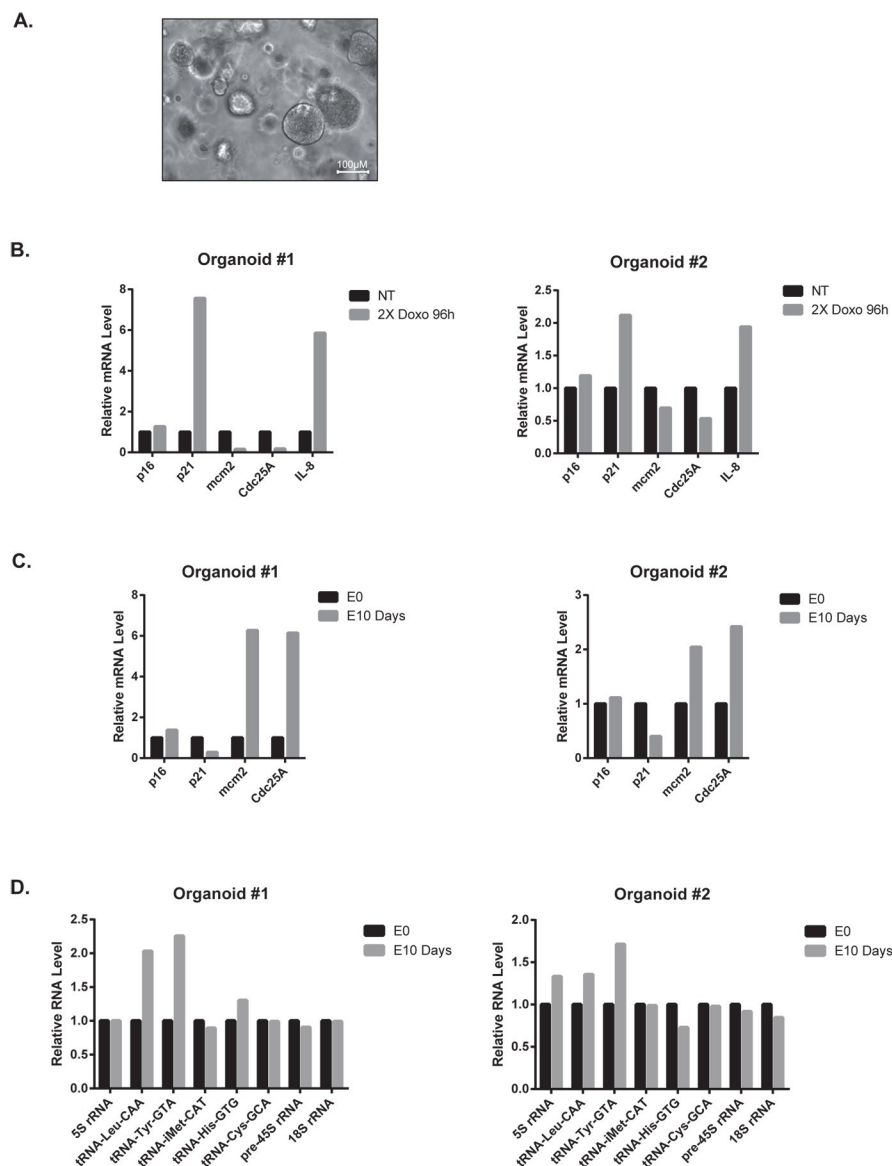 A.
100µM
B.
Organoid #1
Relative mRNA Level
8
6
4
2
0
p16
p21
mcm2
Cdc25A
IL-8
NT
2X Doxo 96h
Organoid #2
Relative mRNA Level
2.5
2.0
1.5
1.0
0.5
0.0
p16
p21
mcm2
Cdc25A
IL-8
NT
2X Doxo 96h
C.
Organoid #1
Relative mRNA Level
8
6
4
2
0
p16
p21
mcm2
Cdc25A
E0
E10 Days
Organoid #2
Relative mRNA Level
3
2
1
0
p16
p21
mcm2
Cdc25A
E0
E10 Days
D.
Organoid #1
Relative RNA Level
2.5
2.0
1.5
1.0
0.5
0.0
5S rRNA
tRNA-Leu-CAA
tRNA-Tyr-GTA
tRNA-iMet-CAT
tRNA-His-GTG
tRNA-Cys-GCA
pre-45S rRNA
18S rRNA
E0
E10 Days
Organoid #2
Relative RNA Level
2.0
1.5
1.0
0.5
0.0
5S rRNA
tRNA-Leu-CAA
tRNA-Tyr-GTA
tRNA-iMet-CAT
tRNA-His-GTG
tRNA-Cys-GCA
pre-45S rRNA
18S rRNA
E0
E10 Days